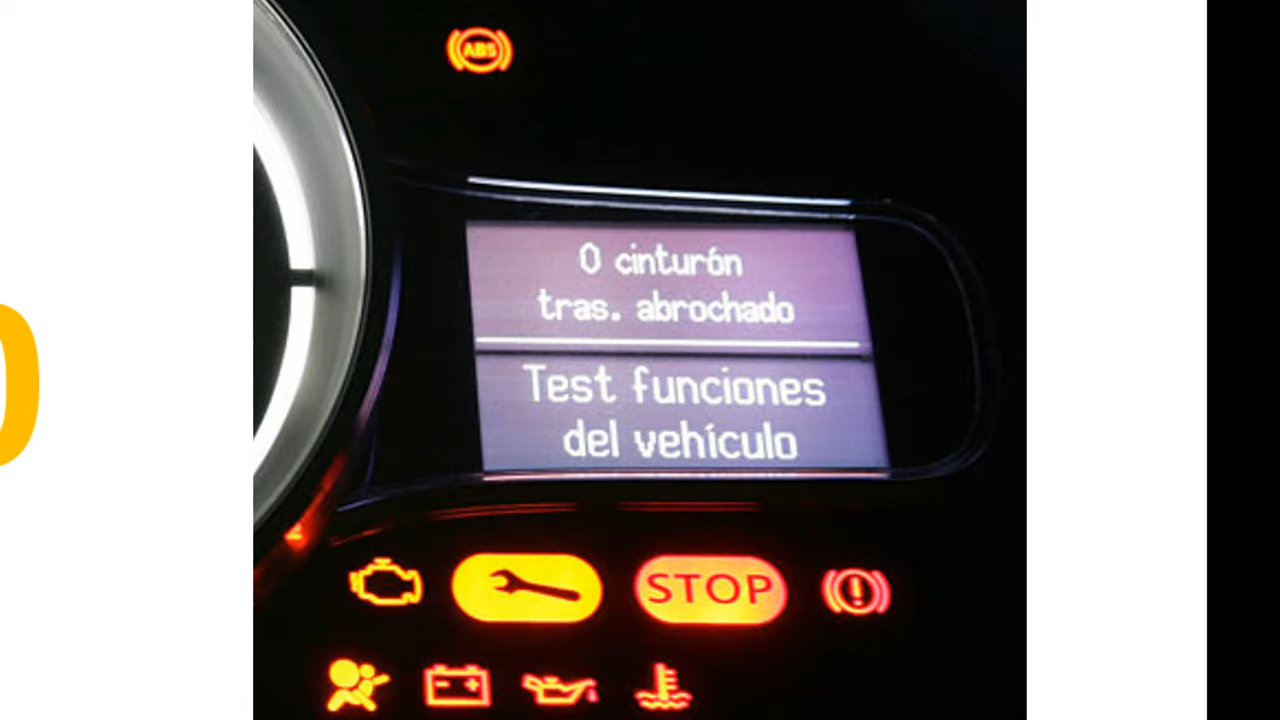 ABS
0 cinturón
tras. abrochado
Test funciones
del vehículo
STOP